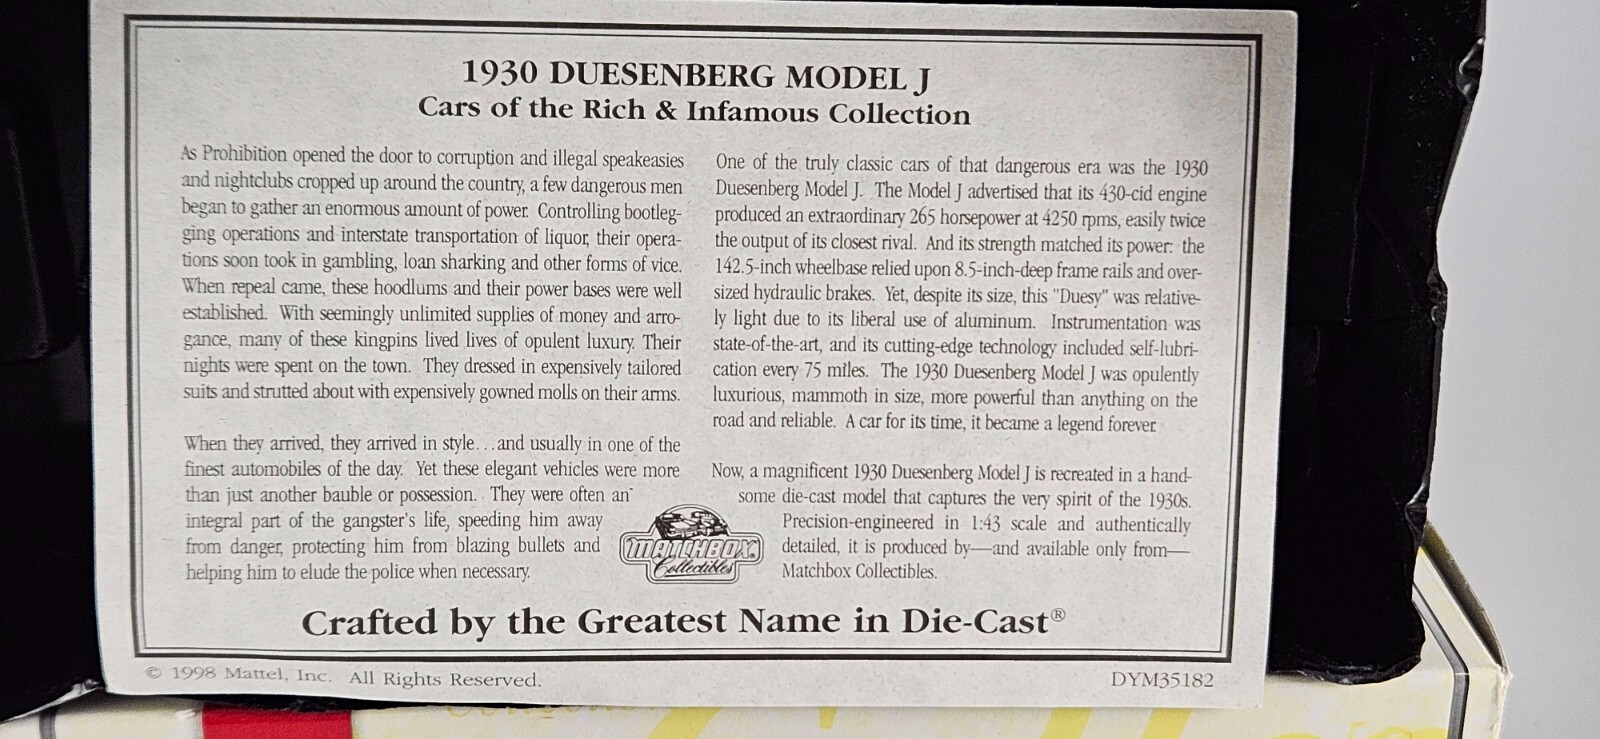 1930 DUESENBERG MODEL J
Cars of the Rich & Infamous Collection
As Prohibition opened the door to corruption and illegal speakeasies
and nightclubs cropped up around the country, a few dangerous men
began to gather an enormous amount of power. Controlling bootleg-
ging operations and interstate transportation of liquor, their opera-
tions soon took in gambling, loan sharking and other forms of vice.
When repeal came, these hoodlums and their power bases were well
established. With seemingly unlimited supplies of money and arro-
gance, many of these kingpins lived lives of opulent luxury. Their
nights were spent on the town. They dressed in expensively tailored
suits and strutted about with expensively gowned molls on their arms.
When they arrived, they arrived in style...and usually in one of the
finest automobiles of the day. Yet these elegant vehicles were more
than just another bauble or possession. They were often an
integral part of the gangster's life, speeding him away
from danger, protecting him from blazing bullets and
helping him to elude the police when necessary.
One of the truly classic cars of that dangerous era was the 1930
Duesenberg Model J. The Model J advertised that its 430-cid engine
produced an extraordinary 265 horsepower at 4250 rpms, easily twice
the output of its closest rival. And its strength matched its power: the
142.5-inch wheelbase relied upon 8.5-inch-deep frame rails and over-
sized hydraulic brakes. Yet, despite its size, this "Duesy" was relative-
ly light due to its liberal use of aluminum. Instrumentation was
state-of-the-art, and its cutting-edge technology included self-lubri-
cation every 75 miles. The 1930 Duesenberg Model J was opulently
luxurious, mammoth in size, more powerful than anything on the
road and reliable. A car for its time, it became a legend forever.
Now, a magnificent 1930 Duesenberg Model J is recreated in a hand-
some die-cast model that captures the very spirit of the 1930s.
Precision-engineered in 1:43 scale and authentically
detailed, it is produced by—and available only from—
Matchbox Collectibles.
MATCHBOX
Collectibles
Crafted by the Greatest Name in Die-Cast®
© 1998 Mattel, Inc. All Rights Reserved.
DYM35182